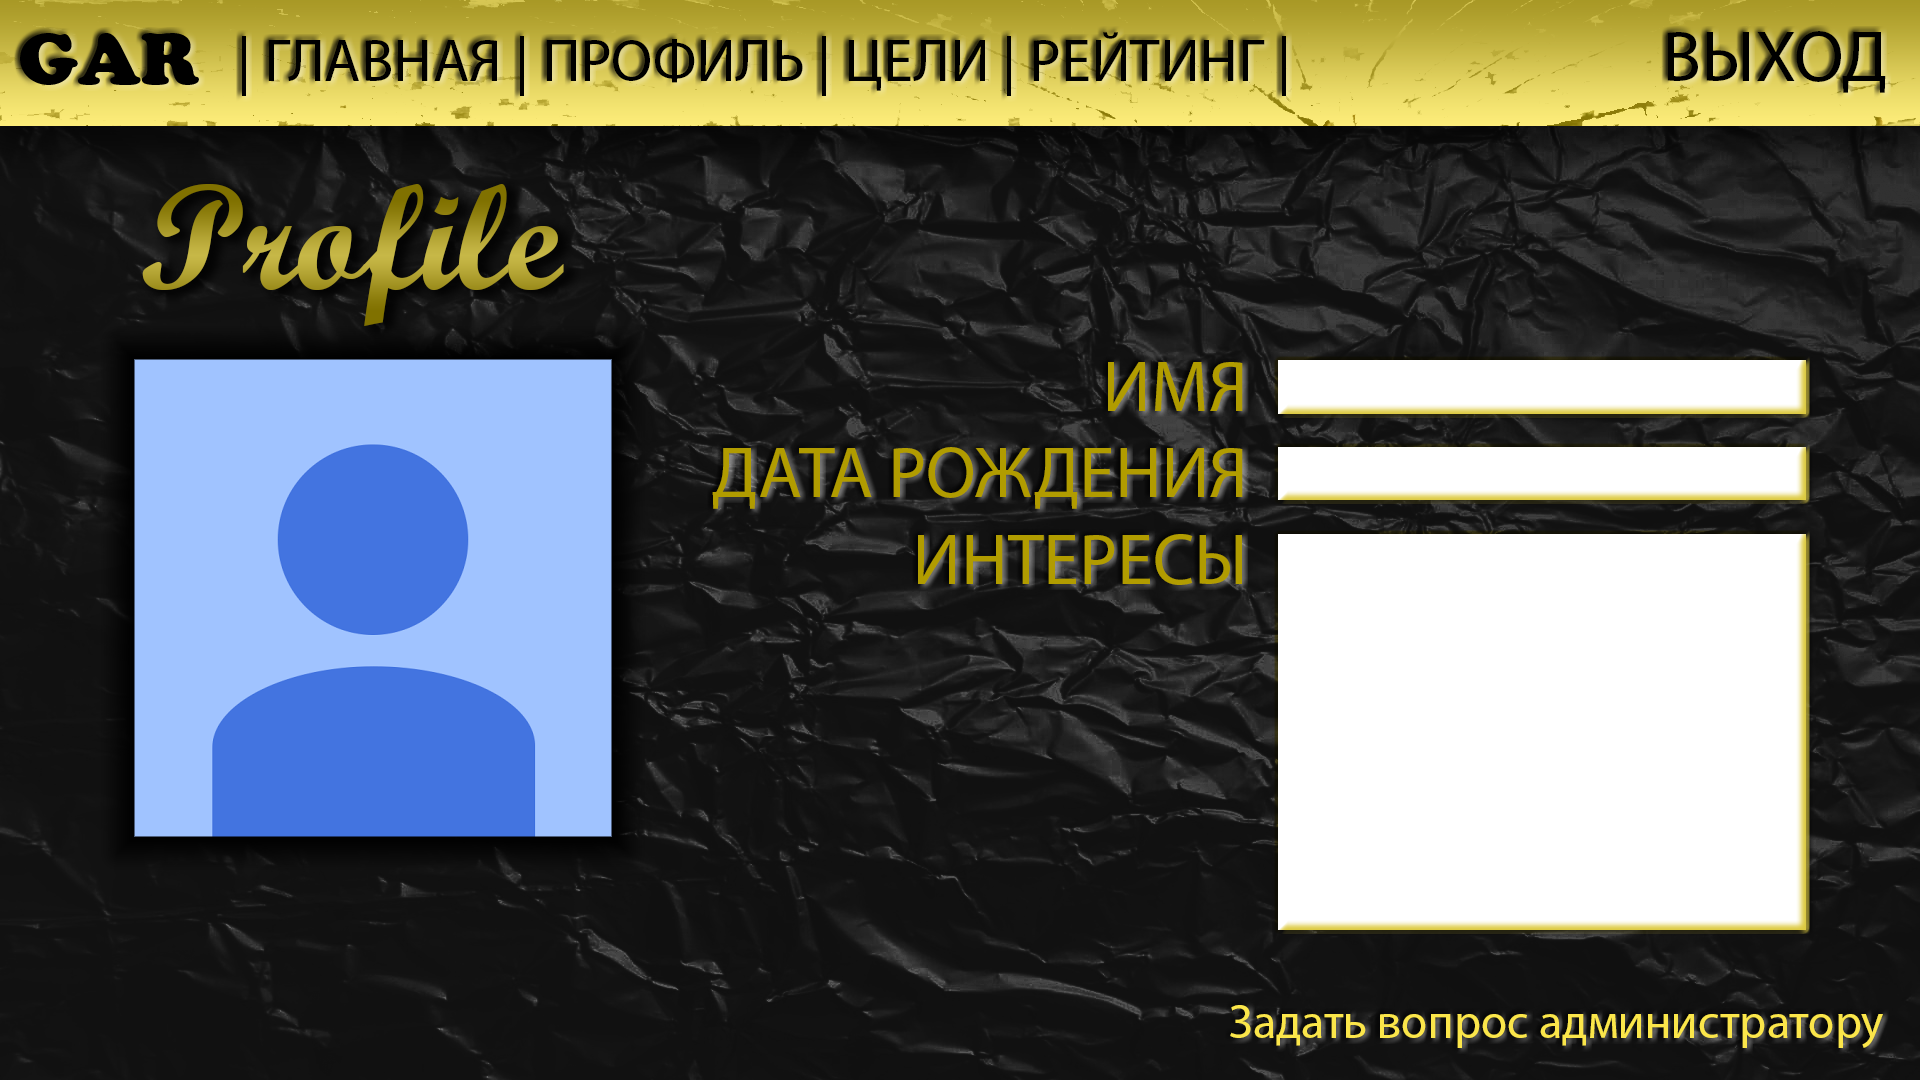 GAR | ГЛАВНАЯ | ПРОФИЛЬ | ЦЕЛИ | РЕЙТИНГ | ВЫХОД
Profile
ИМЯ
ДАТА РОЖДЕНИЯ
ИНТЕРЕСЫ
Задать вопрос администратору